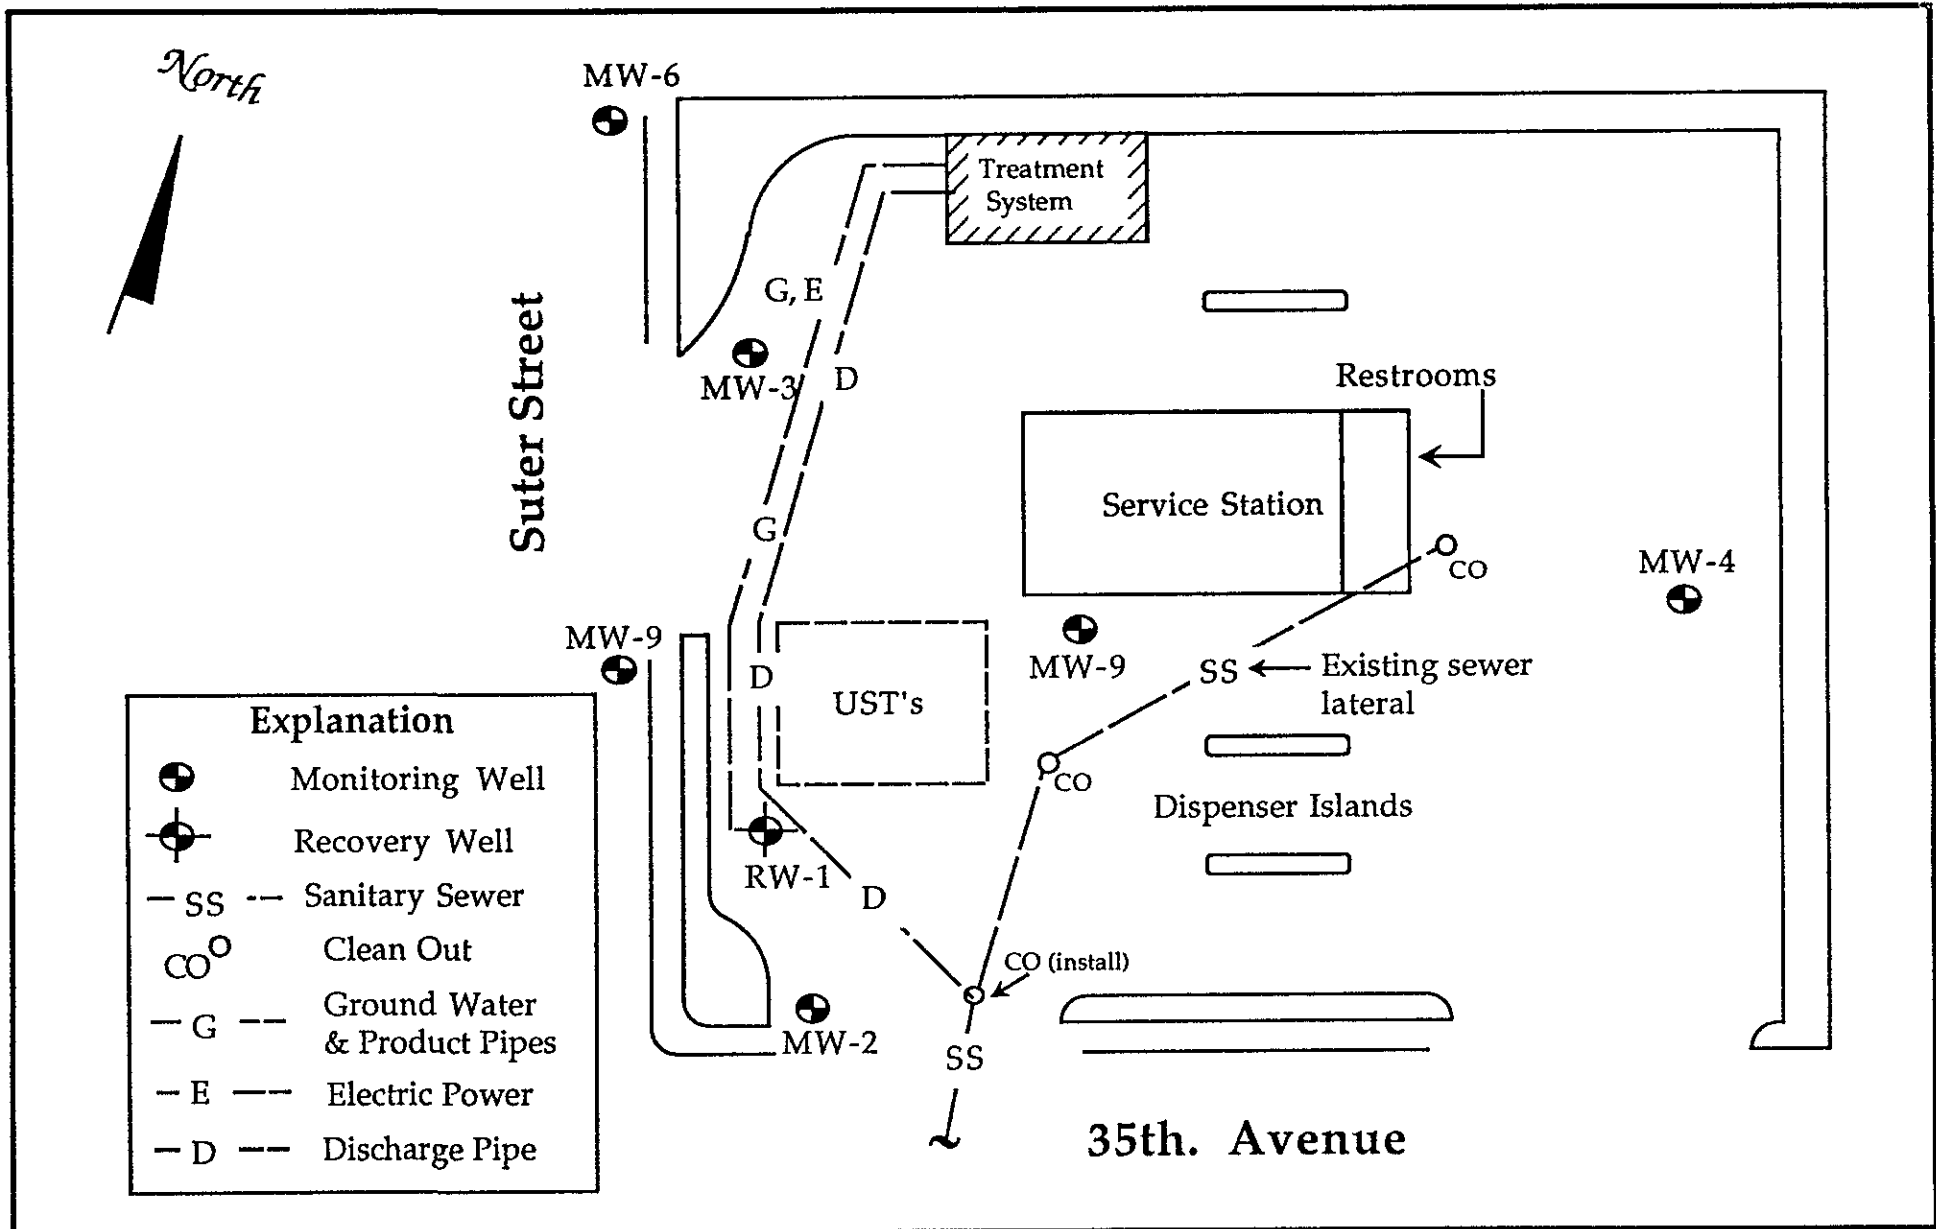 North
MW-6
Treatment
System
G, E
Suter Street
MW-3
D
Restrooms
Service Station
G
CO
MW-4
MW-9
MW-9
D
UST's
SS
Existing sewer
lateral
CO
Dispenser Islands
RW-1
D
CO (install)
MW-2
SS
35th. Avenue
Explanation
Monitoring Well
Recovery Well
SS Sanitary Sewer
CO Clean Out
G Ground Water
& Product Pipes
E Electric Power
D Discharge Pipe